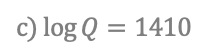 c) log Q = 1410